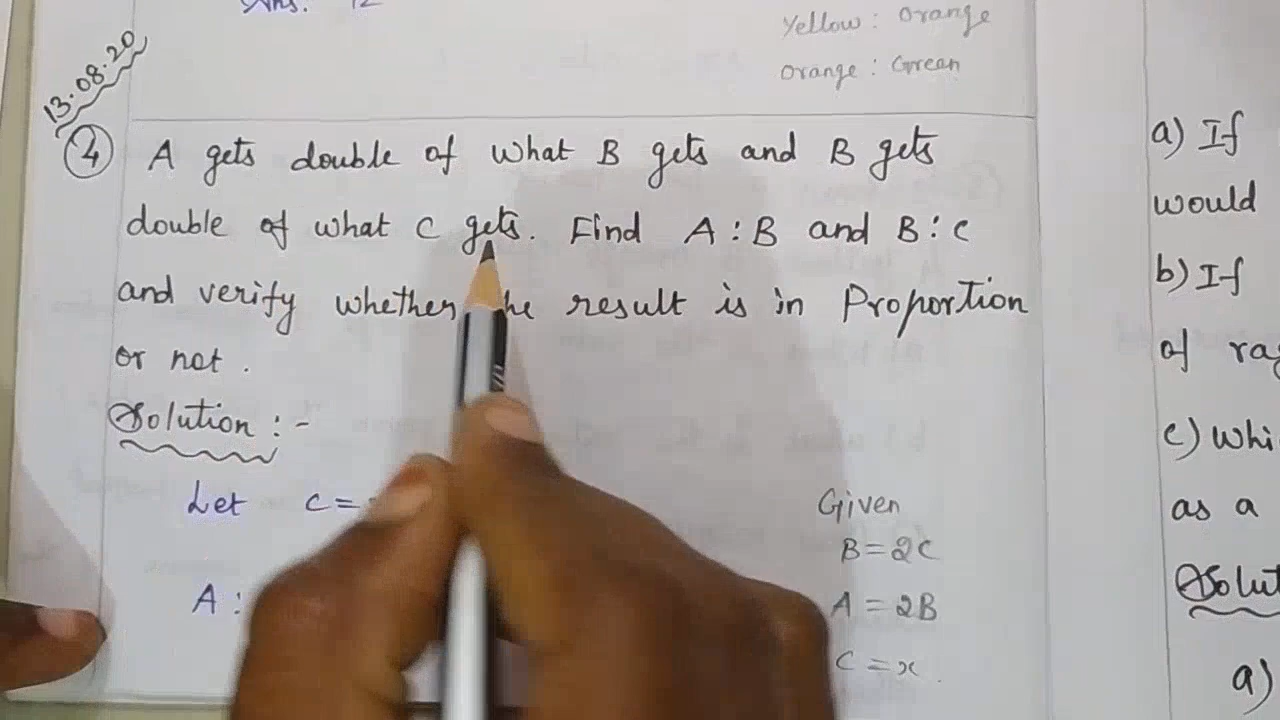 Ans. 12
Yellow : Orange
Orange : Green
13.08.20
4 A gets double of what B gets and B gets
double of what C gets. Find A : B and B : C
and verify whether the result is in Proportion
or not.
Solution :-
Let C =
A :
Given
B = 2C
A = 2B
C = x.
a) If
would
b) If
of
c) Whi
as a
Solut
a)